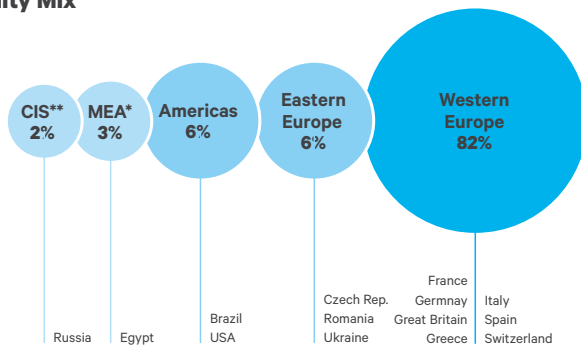 ity Mix
CIS**
2%
MEA*
3%
Americas
6%
Eastern
Europe
6%
Western
Europe
82%
Russia
Egypt
Brazil
USA
Czech Rep.
Romania
Ukraine
France
Germnay
Great Britain
Greece
Italy
Spain
Switzerland